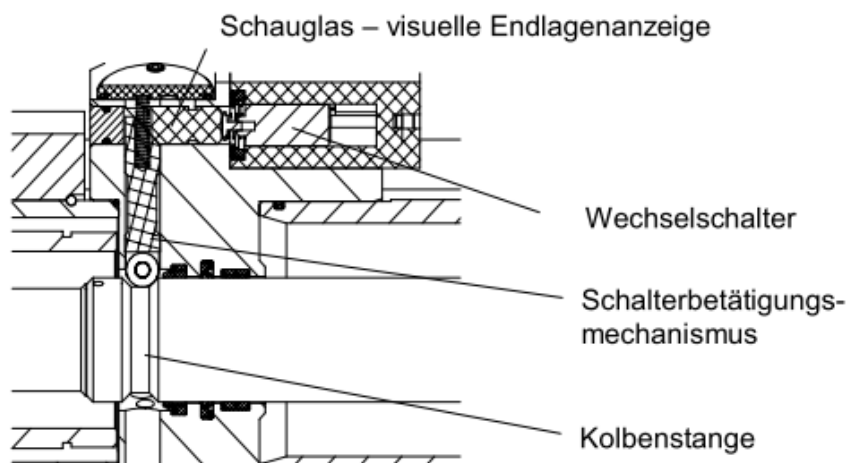 Schauglas – visuelle Endlagenanzeige
Wechselschalter
Schalterbetätigungs-
mechanismus
Kolbenstange